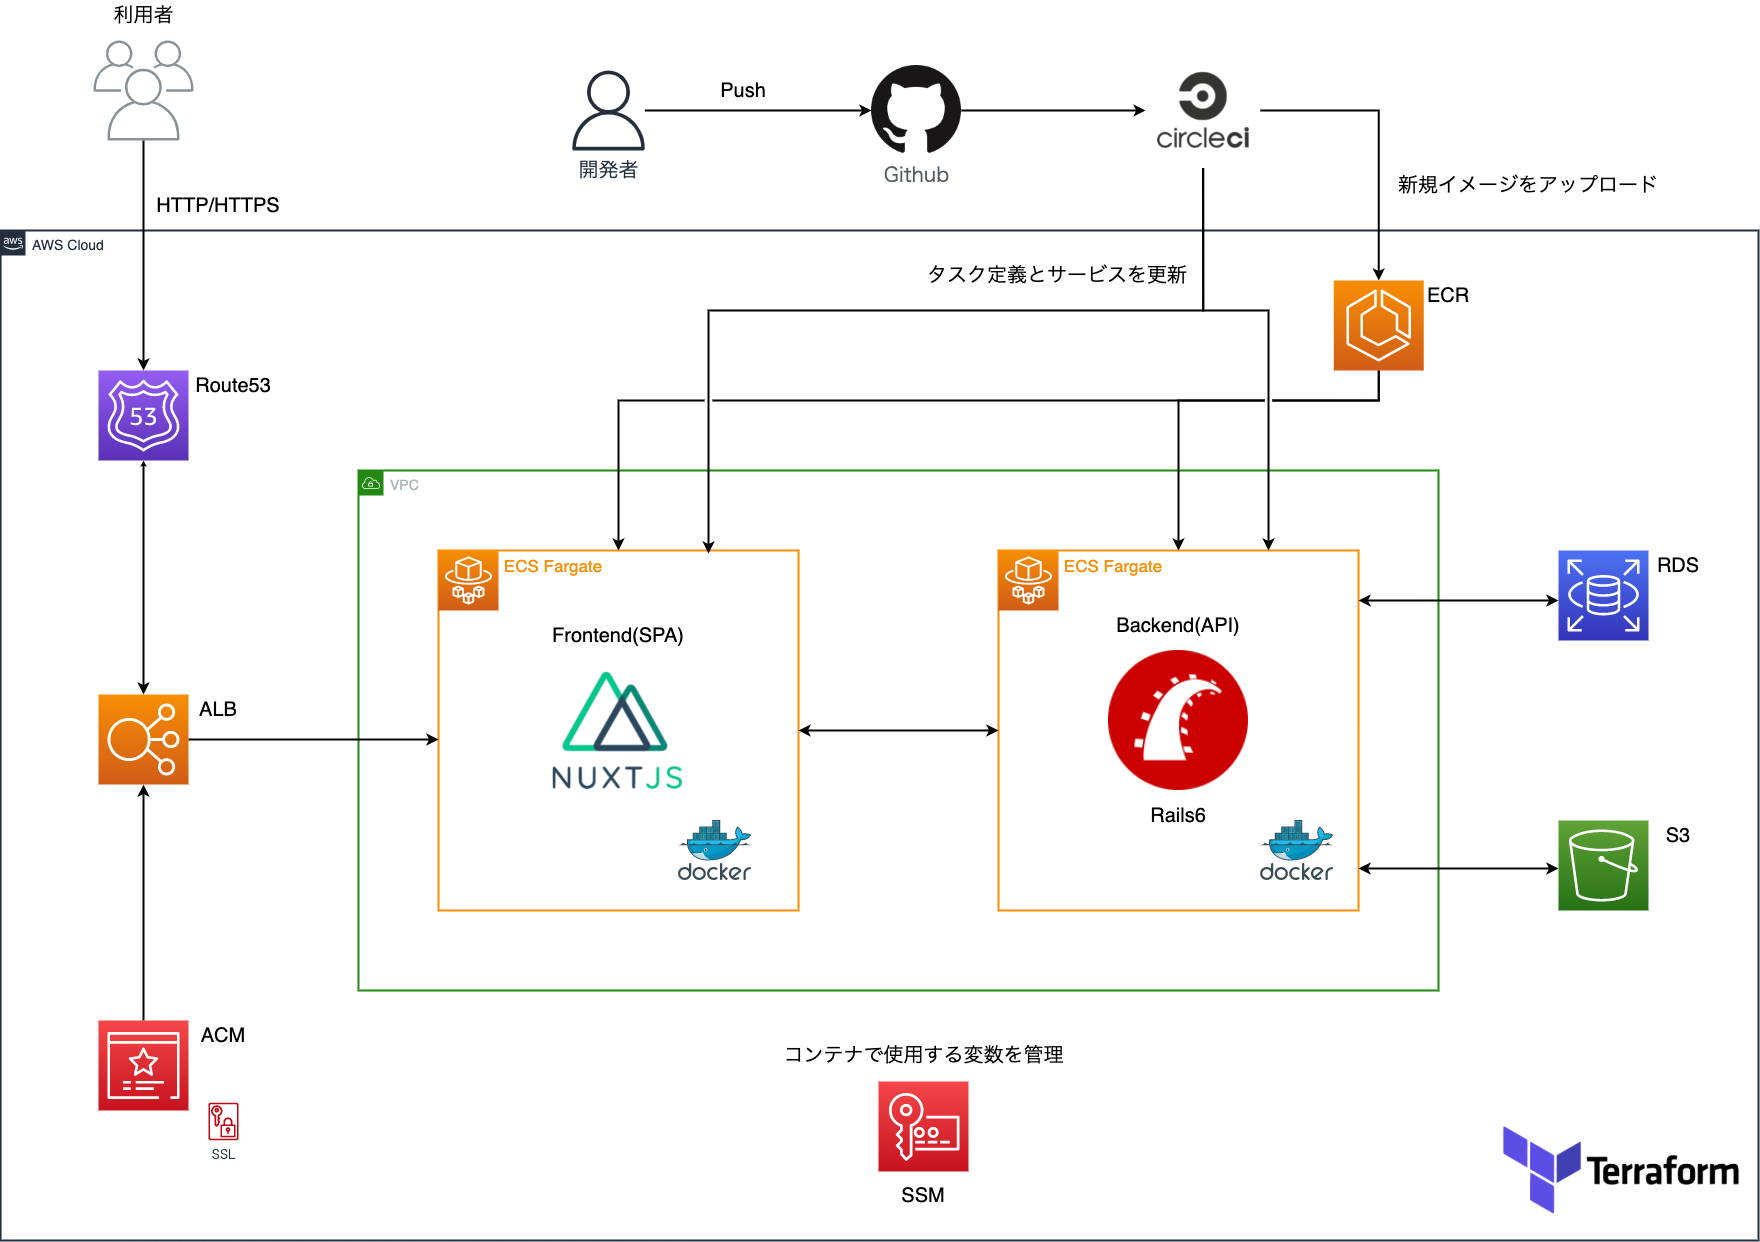 利用者
Push
開発者
Github
circleci
HTTP/HTTPS
新規イメージをアップロード
aws
AWS Cloud
タスク定義とサービスを更新
ECR
53
Route53
VPC
ECS Fargate
ECS Fargate
RDS
Frontend(SPA)
Backend(API)
ALB
NUXTJS
Rails6
docker
docker
S3
ACM
コンテナで使用する変数を管理
SSL
SSM
Terraform